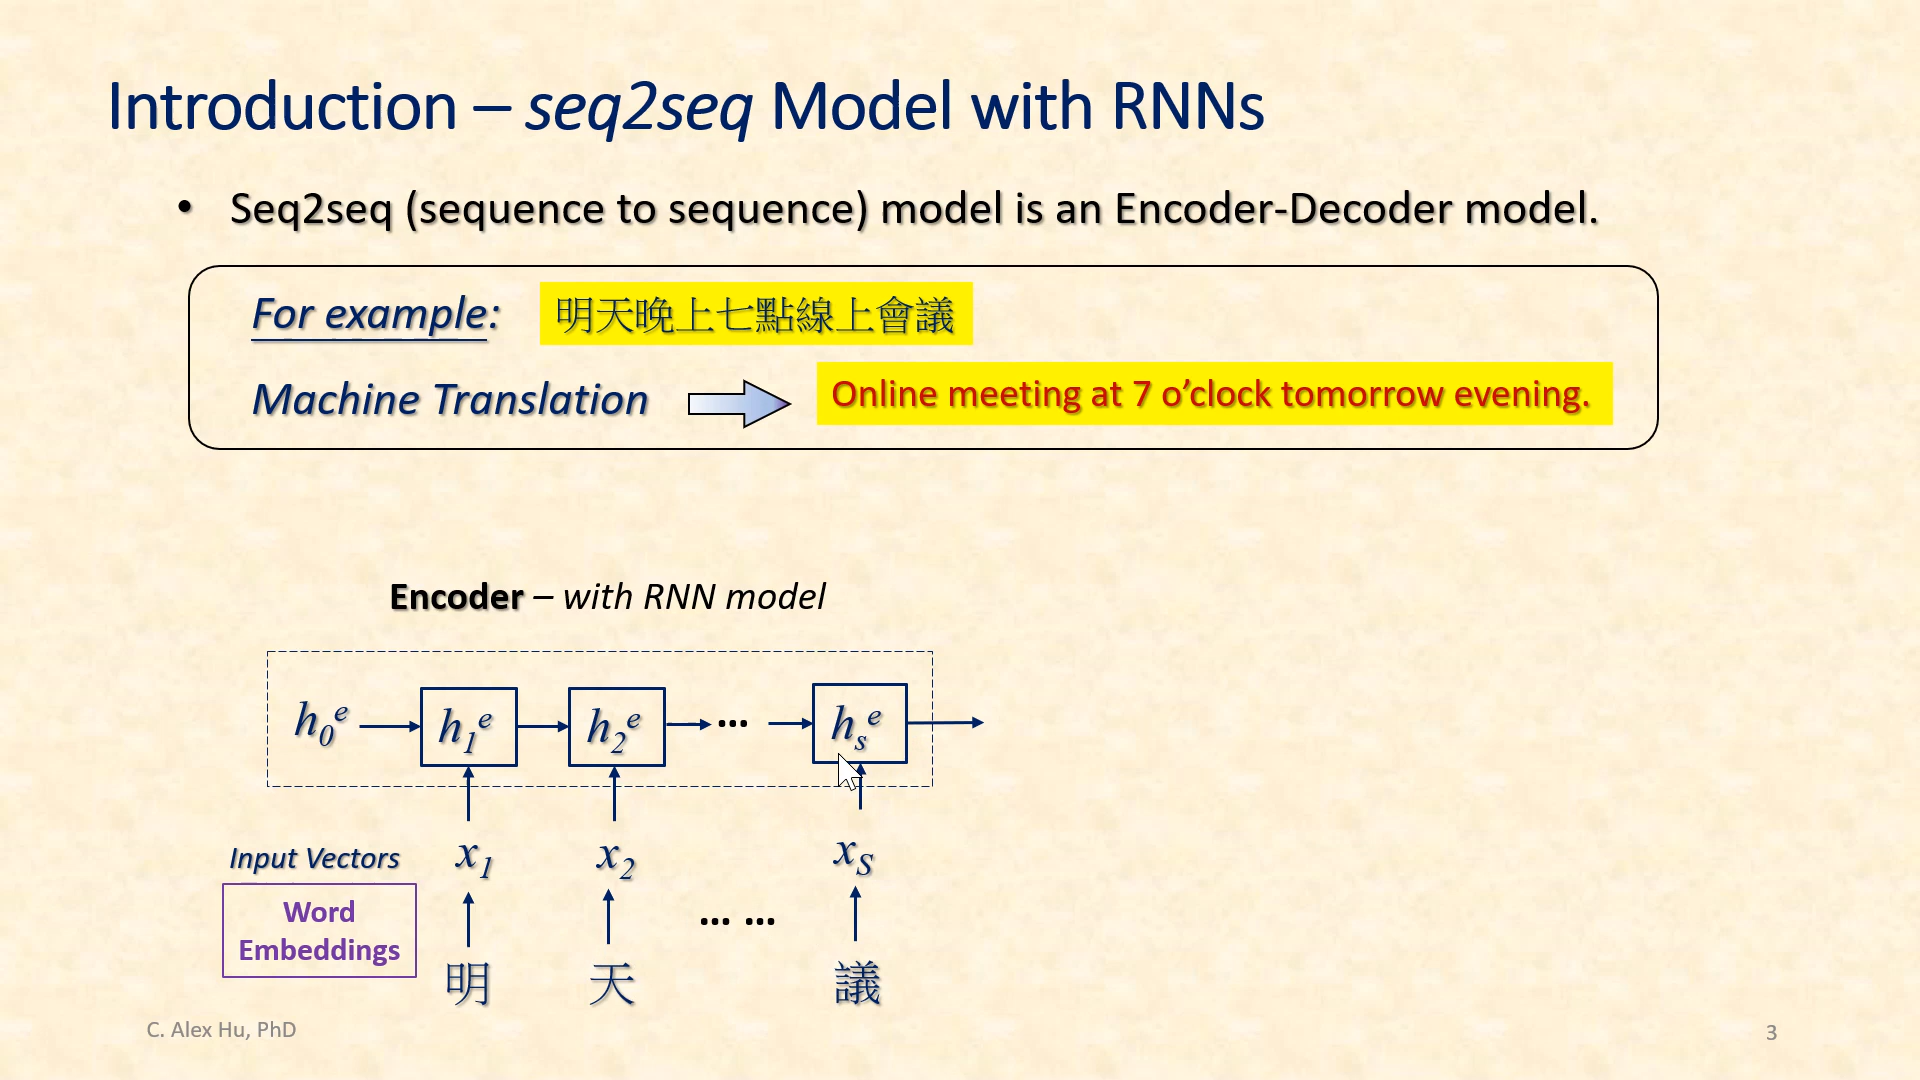 Introduction – seq2seq Model with RNNs
• Seq2seq (sequence to sequence) model is an Encoder-Decoder model.
For example: 明天晚上七點線上會議
Machine Translation Online meeting at 7 o’clock tomorrow evening.
Encoder – with RNN model
h0e h1e h2e ... hse
Input Vectors x1 x2 xS
Word
Embeddings
... ...
明 天 議
C. Alex Hu, PhD 3